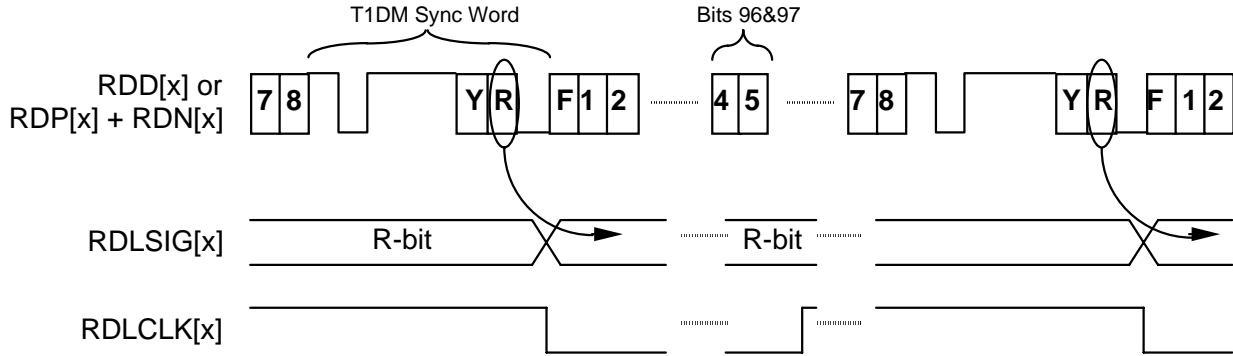 T1DM Sync Word
Bits 96&97
RDD[x] or
RDP[x] + RDN[x]
7 8 Y R F 1 2 4 5 7 8 Y R F 1 2
RDLSIG[x]
R-bit R-bit
RDLCLK[x]